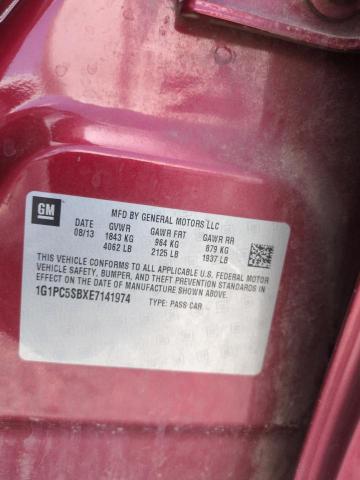 GM
MFD BY GENERAL MOTORS LLC
DATE GVWR GAWR FRT GAWR RR
08/13 1843 KG 964 KG 879 KG
4062 LB 2125 LB 1937 LB
THIS VEHICLE CONFORMS TO ALL APPLICABLE U.S. FEDERAL MOTOR
VEHICLE SAFETY, BUMPER, AND THEFT PREVENTION STANDARDS IN
EFFECT ON THE DATE OF MANUFACTURE SHOWN ABOVE.
1G1PC5SBXE7141974 TYPE: PASS CAR